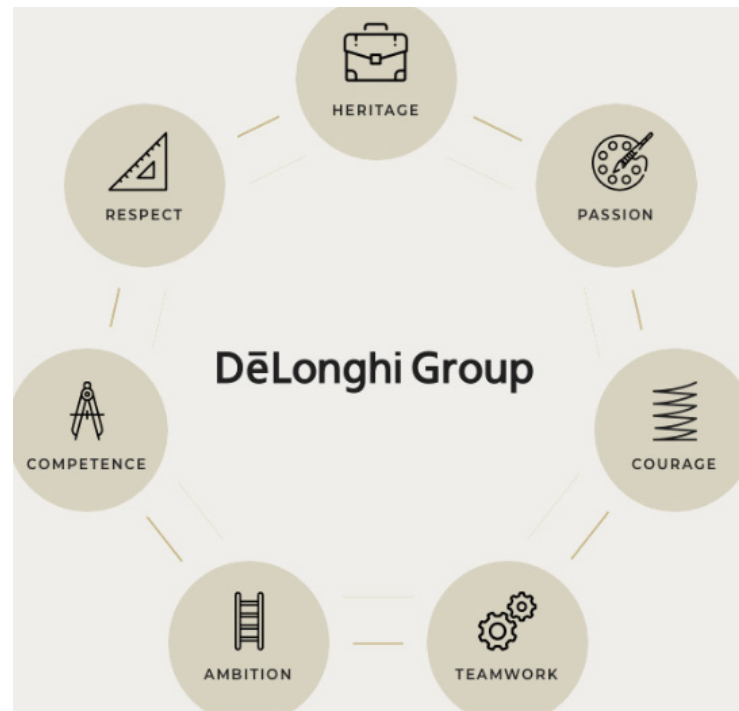 HERITAGE
RESPECT
PASSION
DēLonghi Group
COMPETENCE
COURAGE
AMBITION
TEAMWORK